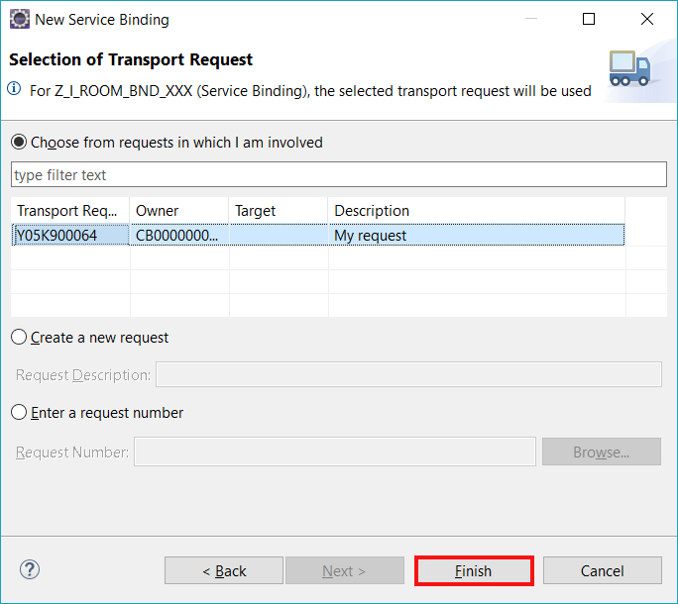 New Service Binding
Selection of Transport Request
For Z_I_ROOM_BND_XXX (Service Binding), the selected transport request will be used
Choose from requests in which I am involved
type filter text
Transport Req... Owner Target Description
Y05K900064 CB0000000... My request
Create a new request
Request Description:
Enter a request number
Request Number: Browse...
? < Back Next > Finish Cancel